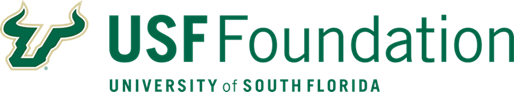 USF Foundation
UNIVERSITY of SOUTH FLORIDA